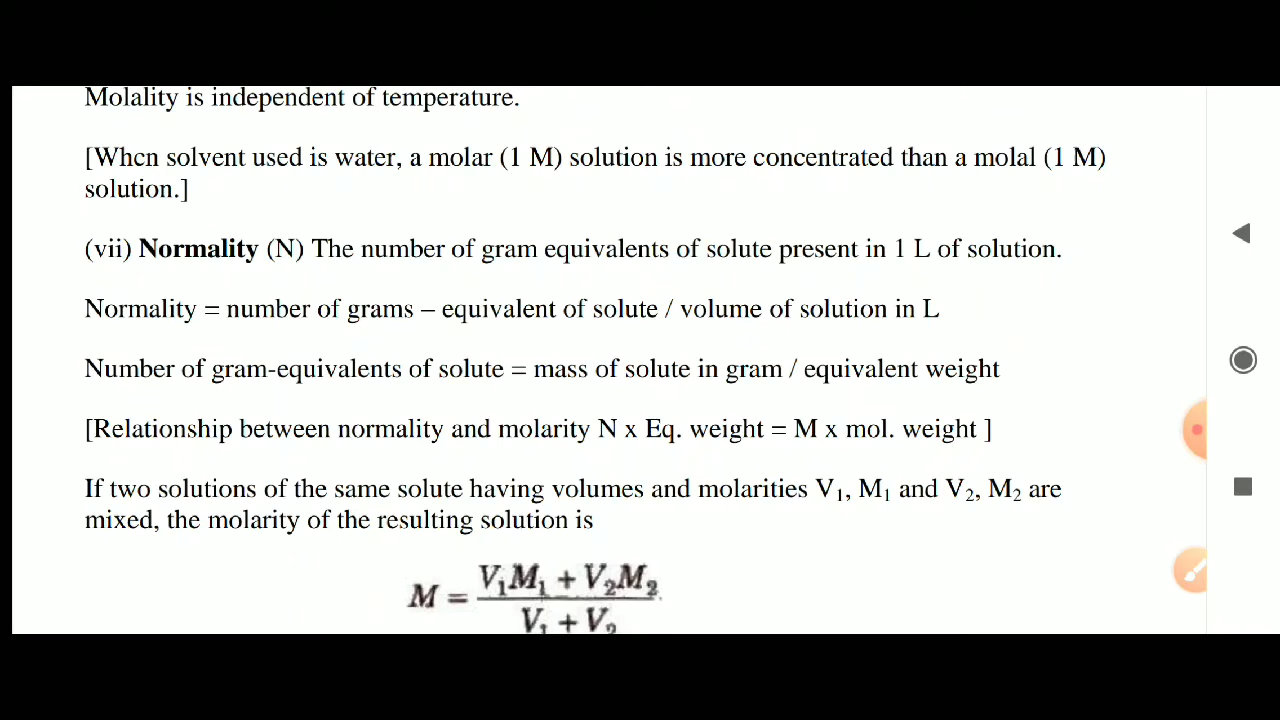 Molality is independent of temperature.
[Whcn solvent used is water, a molar (1 M) solution is more concentrated than a molal (1 M)
solution.]
(vii) Normality (N) The number of gram equivalents of solute present in 1 L of solution.
Normality = number of grams – equivalent of solute / volume of solution in L
Number of gram-equivalents of solute = mass of solute in gram / equivalent weight
[Relationship between normality and molarity N x Eq. weight = M x mol. weight ]
If two solutions of the same solute having volumes and molarities V₁, M₁ and V₂, M₂ are
mixed, the molarity of the resulting solution is
M = V₁M₁ + V₂M₂
V₁ + V₂